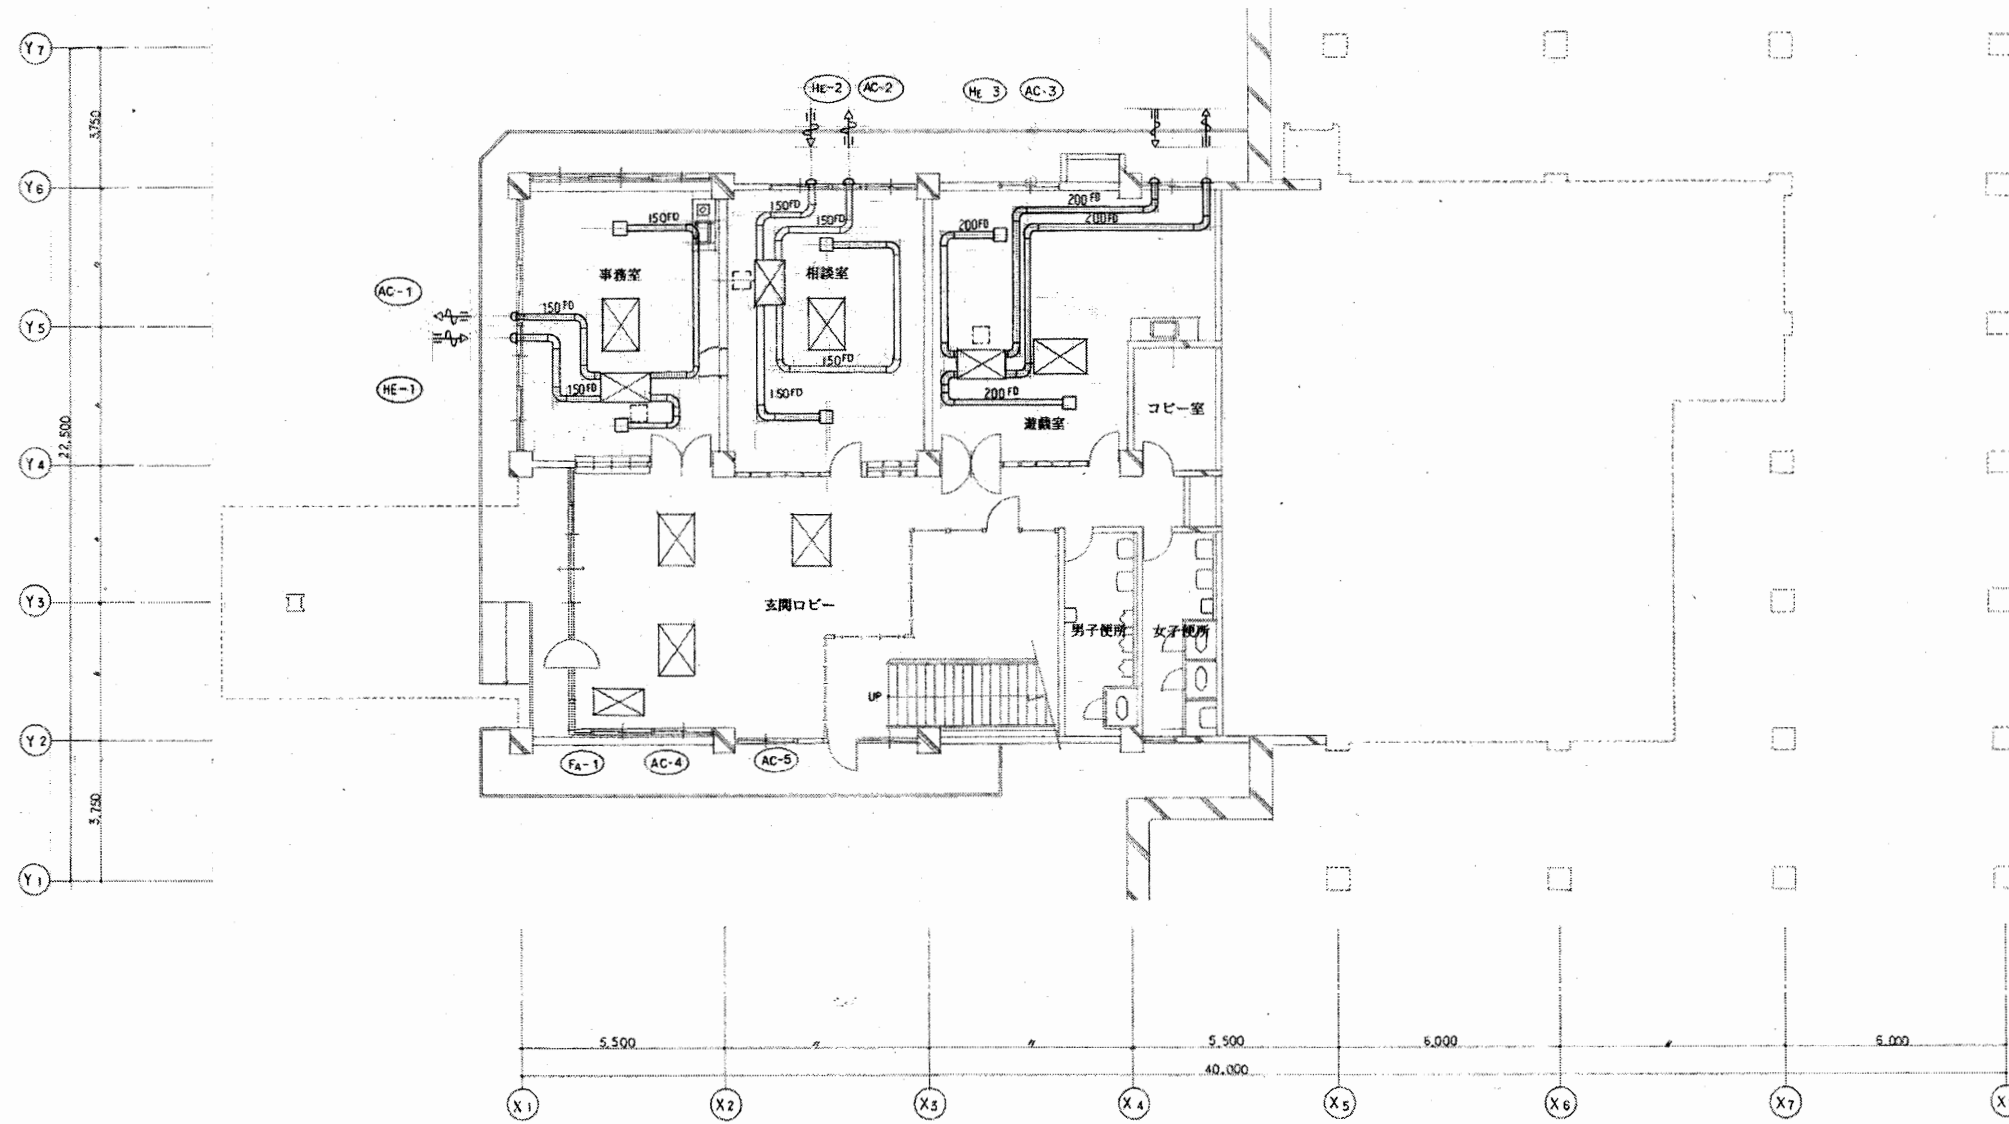 Y7
3,750
HE-2 AC-2 HE 3 AC-3
Y6
150FD 150FD 150FD 200FD 200FD 200FD
事務室 相談室
AC-1
150FD
Y5
HE-1
150FD 150FD 150FD 200FD
遊戯室 コピー室
22,500
Y4
Y3
玄関ロビー 男子便所 女子便所
UP
Y2
FA-1 AC-4 AC-5
3,750
Y1
5,500 〃 〃 5,500 6,000 〃 6,000
40,000
X1 X2 X3 X4 X5 X6 X7